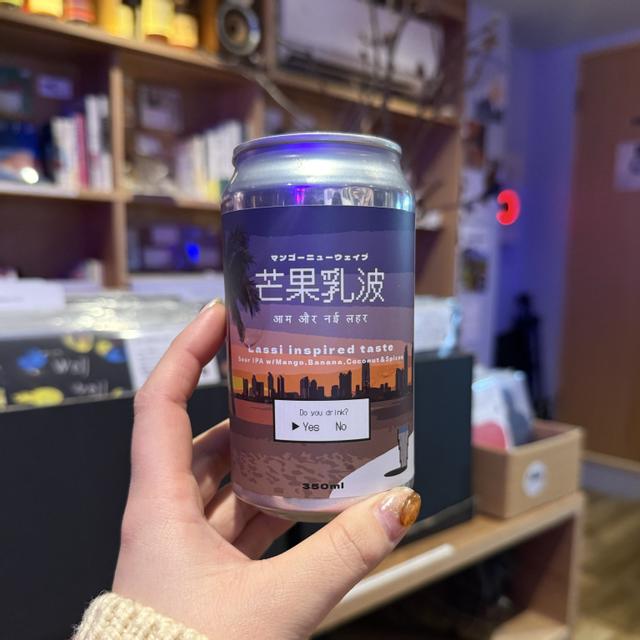 マンゴーニューウェイブ
芒果乳波
आम और नई लहर
Lassi inspired taste
Sour IPA w/Mango,Banana,Coconut&Spices
Do you drink?
▶Yes No
350ml